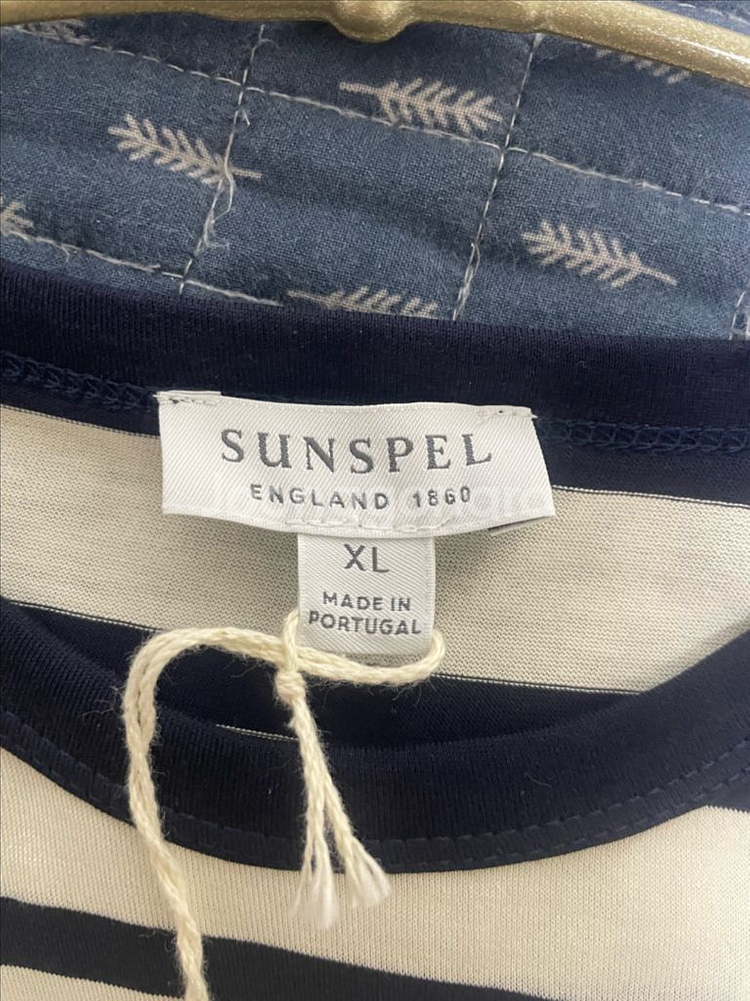 SUNSPEL
ENGLAND 1860
XL
MADE IN
PORTUGAL